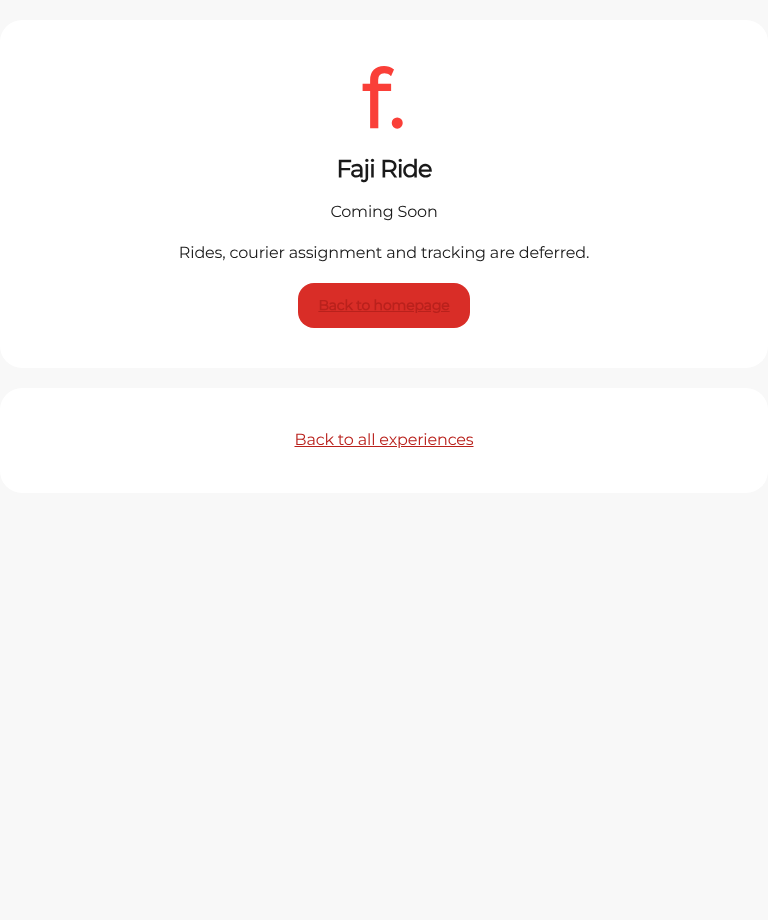 f.
Faji Ride
Coming Soon
Rides, courier assignment and tracking are deferred.
Back to homepage
Back to all experiences